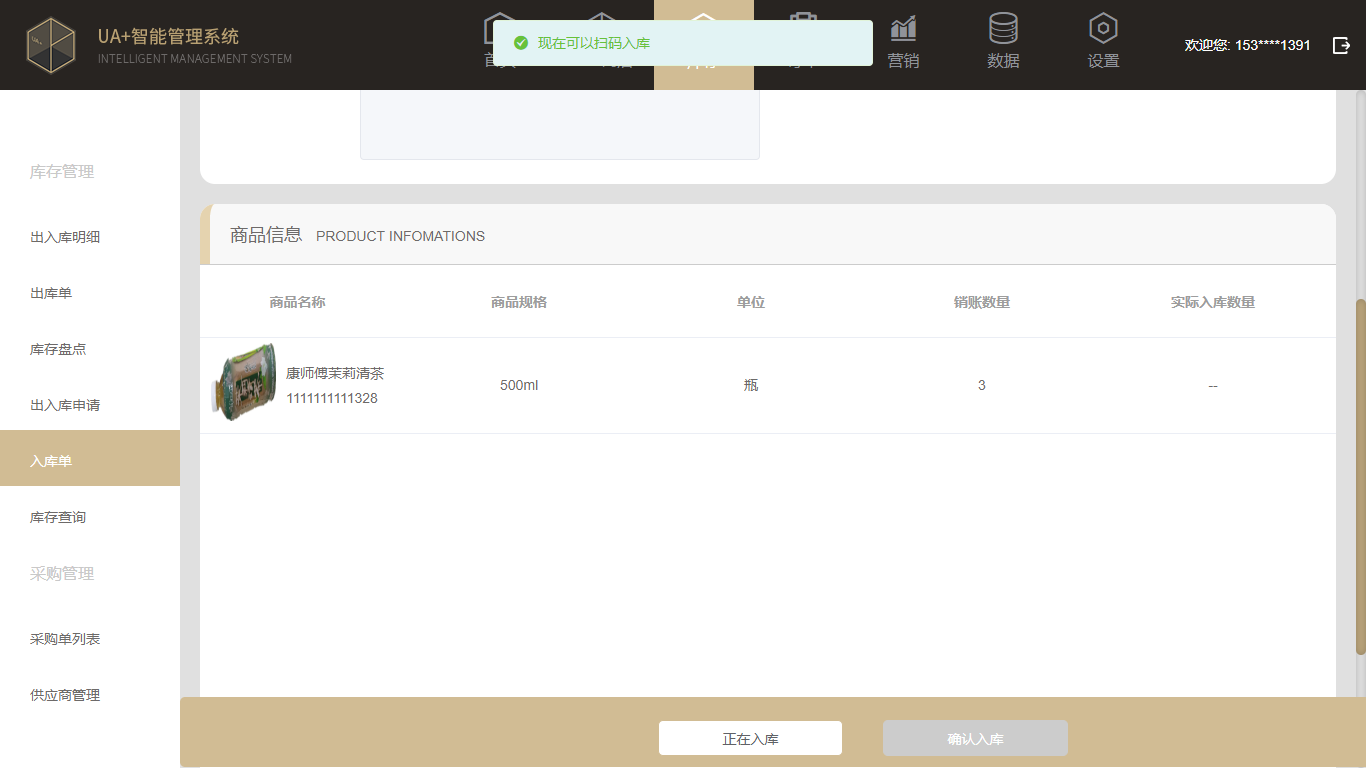 UA+智能管理系统
INTELLIGENT MANAGEMENT SYSTEM
现在可以扫码入库
营销
数据
设置
欢迎您: 153****1391
库存管理
出入库明细
出库单
库存盘点
出入库申请
入库单
库存查询
采购管理
采购单列表
供应商管理
商品信息 PRODUCT INFOMATIONS
商品名称 商品规格 单位 销账数量 实际入库数量
康师傅茉莉清茶
1111111111328
500ml 瓶 3 --
正在入库 确认入库